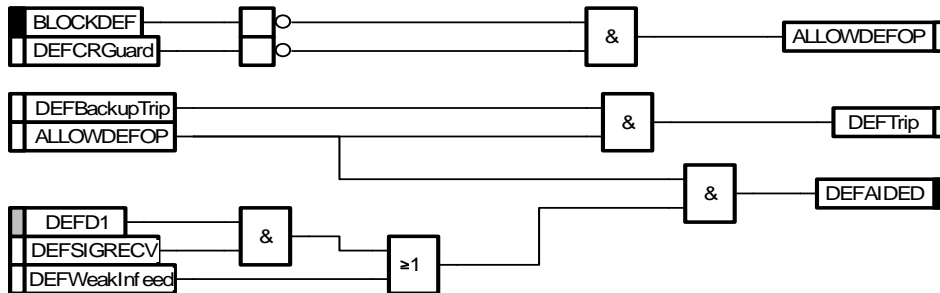 BLOCKDEF
DEFCRGuard
&
ALLOWDEFOP
DEFBackupTrip
ALLOWDEFOP
&
DEFTrip
&
DEFAIDED
DEFD1
DEFSIGRECV
DEFWeakInfeed
&
≥1